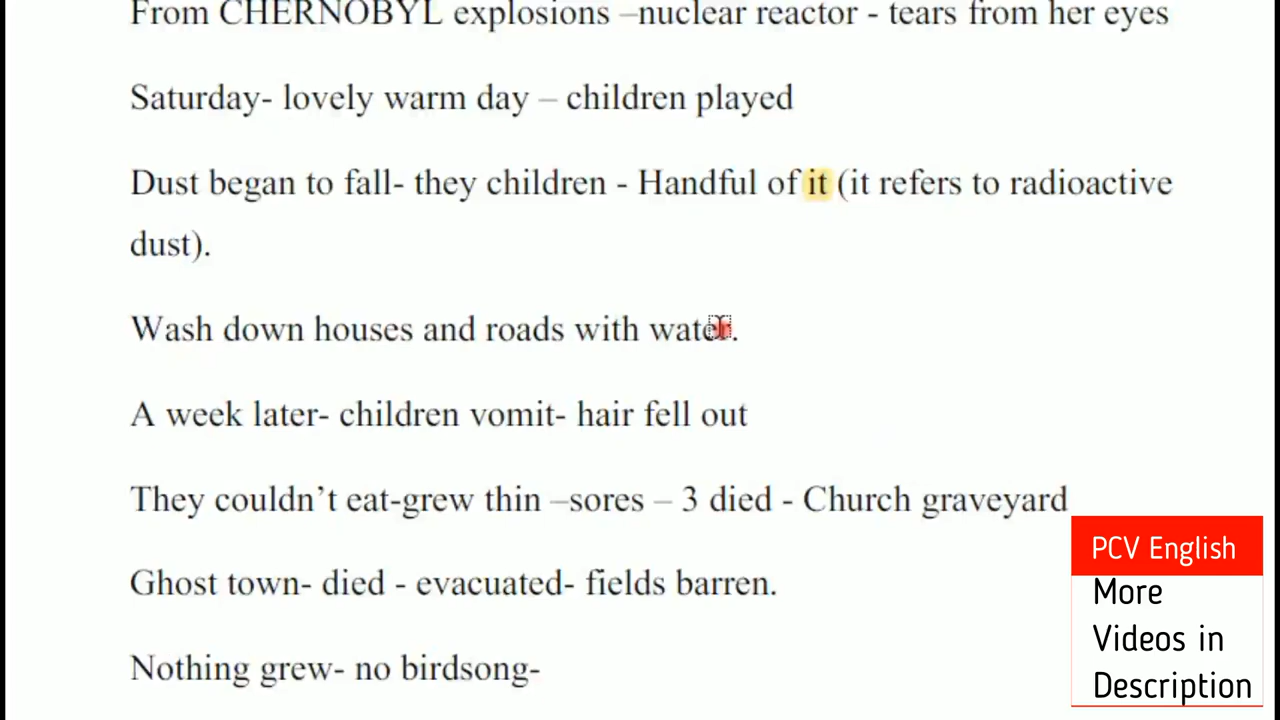 From CHERNOBYL explosions –nuclear reactor - tears from her eyes
Saturday- lovely warm day – children played
Dust began to fall- they children - Handful of it (it refers to radioactive
dust).
Wash down houses and roads with water.
A week later- children vomit- hair fell out
They couldn’t eat-grew thin –sores – 3 died - Church graveyard
Ghost town- died - evacuated- fields barren.
Nothing grew- no birdsong-
PCV English
More
Videos in
Description